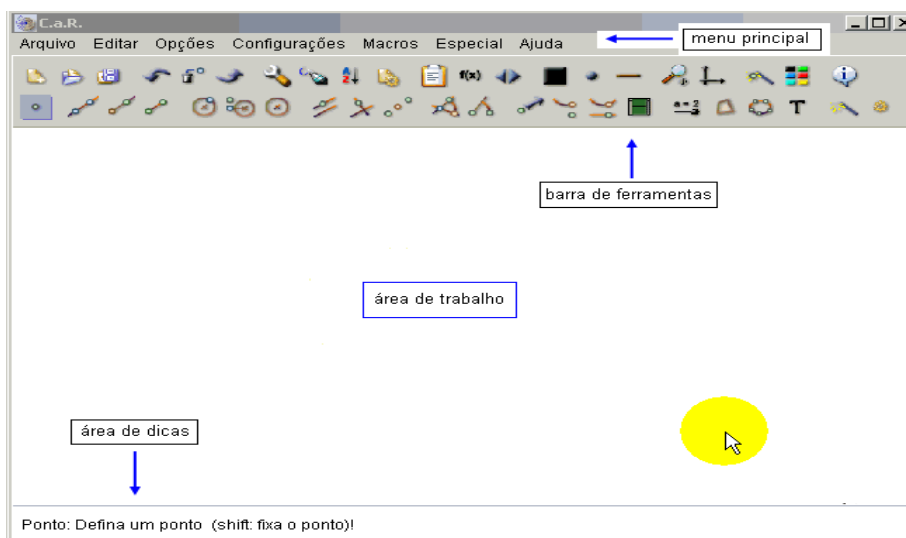 C.a.R.
Arquivo Editar Opções Configurações Macros Especial Ajuda
menu principal
f(x)
a = 2
T
barra de ferramentas
área de trabalho
área de dicas
Ponto: Defina um ponto (shift: fixa o ponto)!